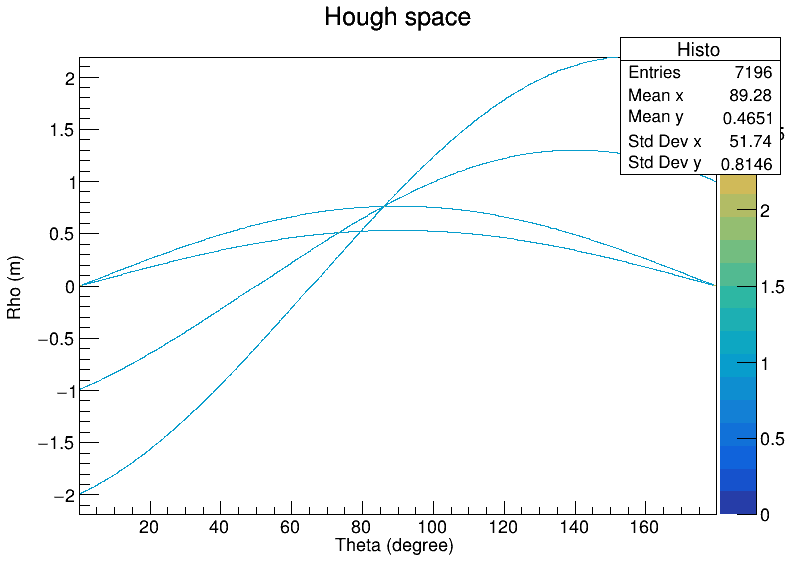 Hough space
Histo
Entries 7196
Mean x 89.28
Mean y 0.4651
Std Dev x 51.74
Std Dev y 0.8146
2
1.5
1
0.5
0
−0.5
−1
−1.5
−2
Rho (m)
20 40 60 80 100 120 140 160
Theta (degree)
5
2
1.5
1
0.5
0